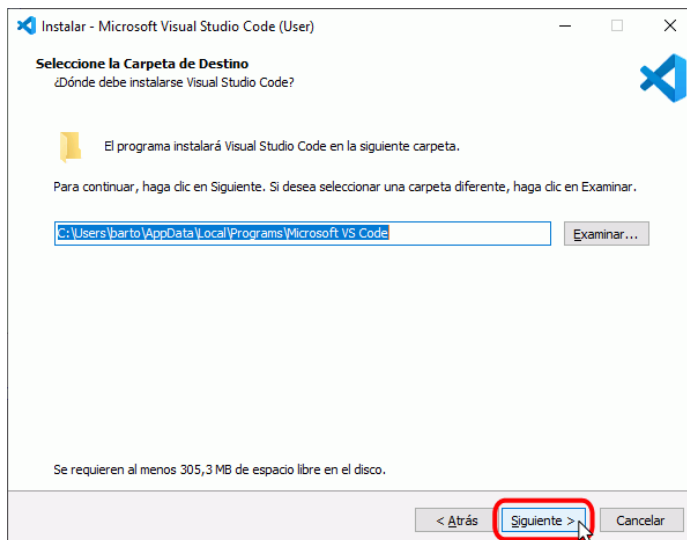 Instalar - Microsoft Visual Studio Code (User)
Seleccione la Carpeta de Destino
¿Dónde debe instalarse Visual Studio Code?
El programa instalará Visual Studio Code en la siguiente carpeta.
Para continuar, haga clic en Siguiente. Si desea seleccionar una carpeta diferente, haga clic en Examinar.
C:\Users\barto\AppData\Local\Programs\Microsoft VS Code
Examinar...
Se requieren al menos 305,3 MB de espacio libre en el disco.
< Atrás Siguiente > Cancelar